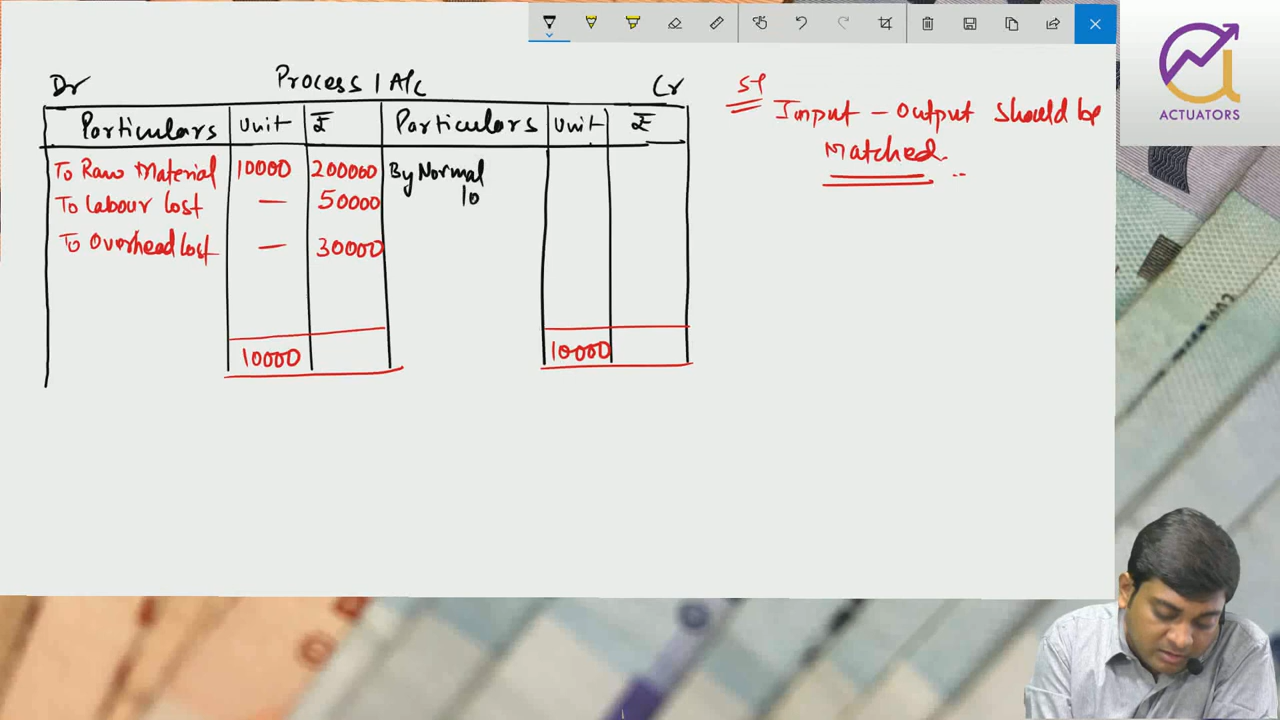 ACTUATORS
Dr Process 1 A/c Cr
Particulars Unit ₹ Particulars Unit ₹
To Raw Material 10000 200000 By Normal
To Labour Cost — 50000 10
To Overhead Cost — 30000
10000 10000
S-1
Input - Output should be
Matched.